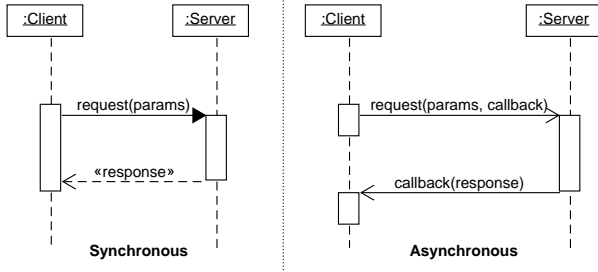 :Client
:Server
request(params)
«response»
Synchronous
:Client
:Server
request(params, callback)
callback(response)
Asynchronous